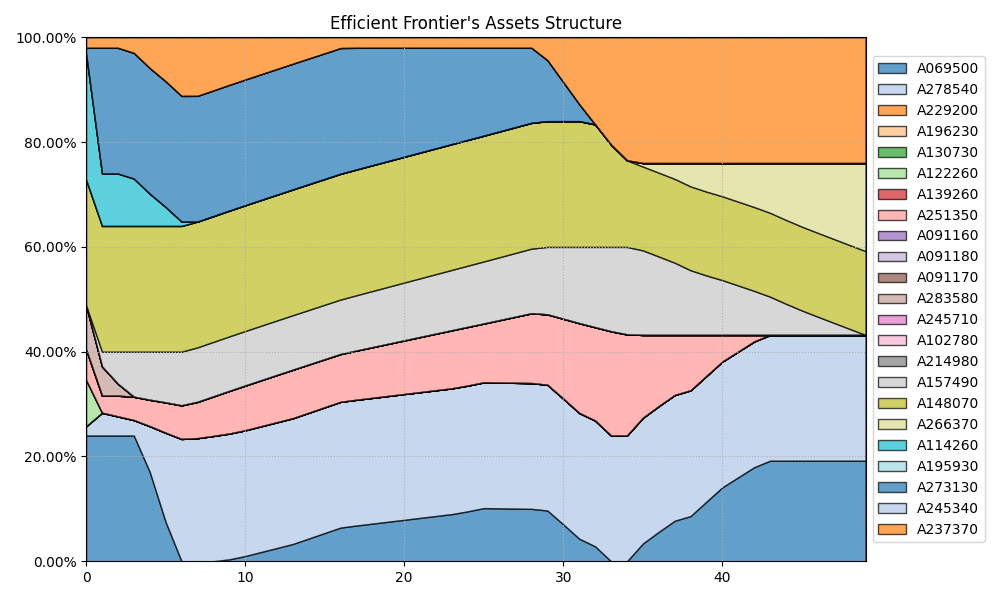 Efficient Frontier's Assets Structure
100.00%
80.00%
60.00%
40.00%
20.00%
0.00%
0
10
20
30
40
A069500
A278540
A229200
A196230
A130730
A122260
A139260
A251350
A091160
A091180
A091170
A283580
A245710
A102780
A214980
A157490
A148070
A266370
A114260
A195930
A273130
A245340
A237370